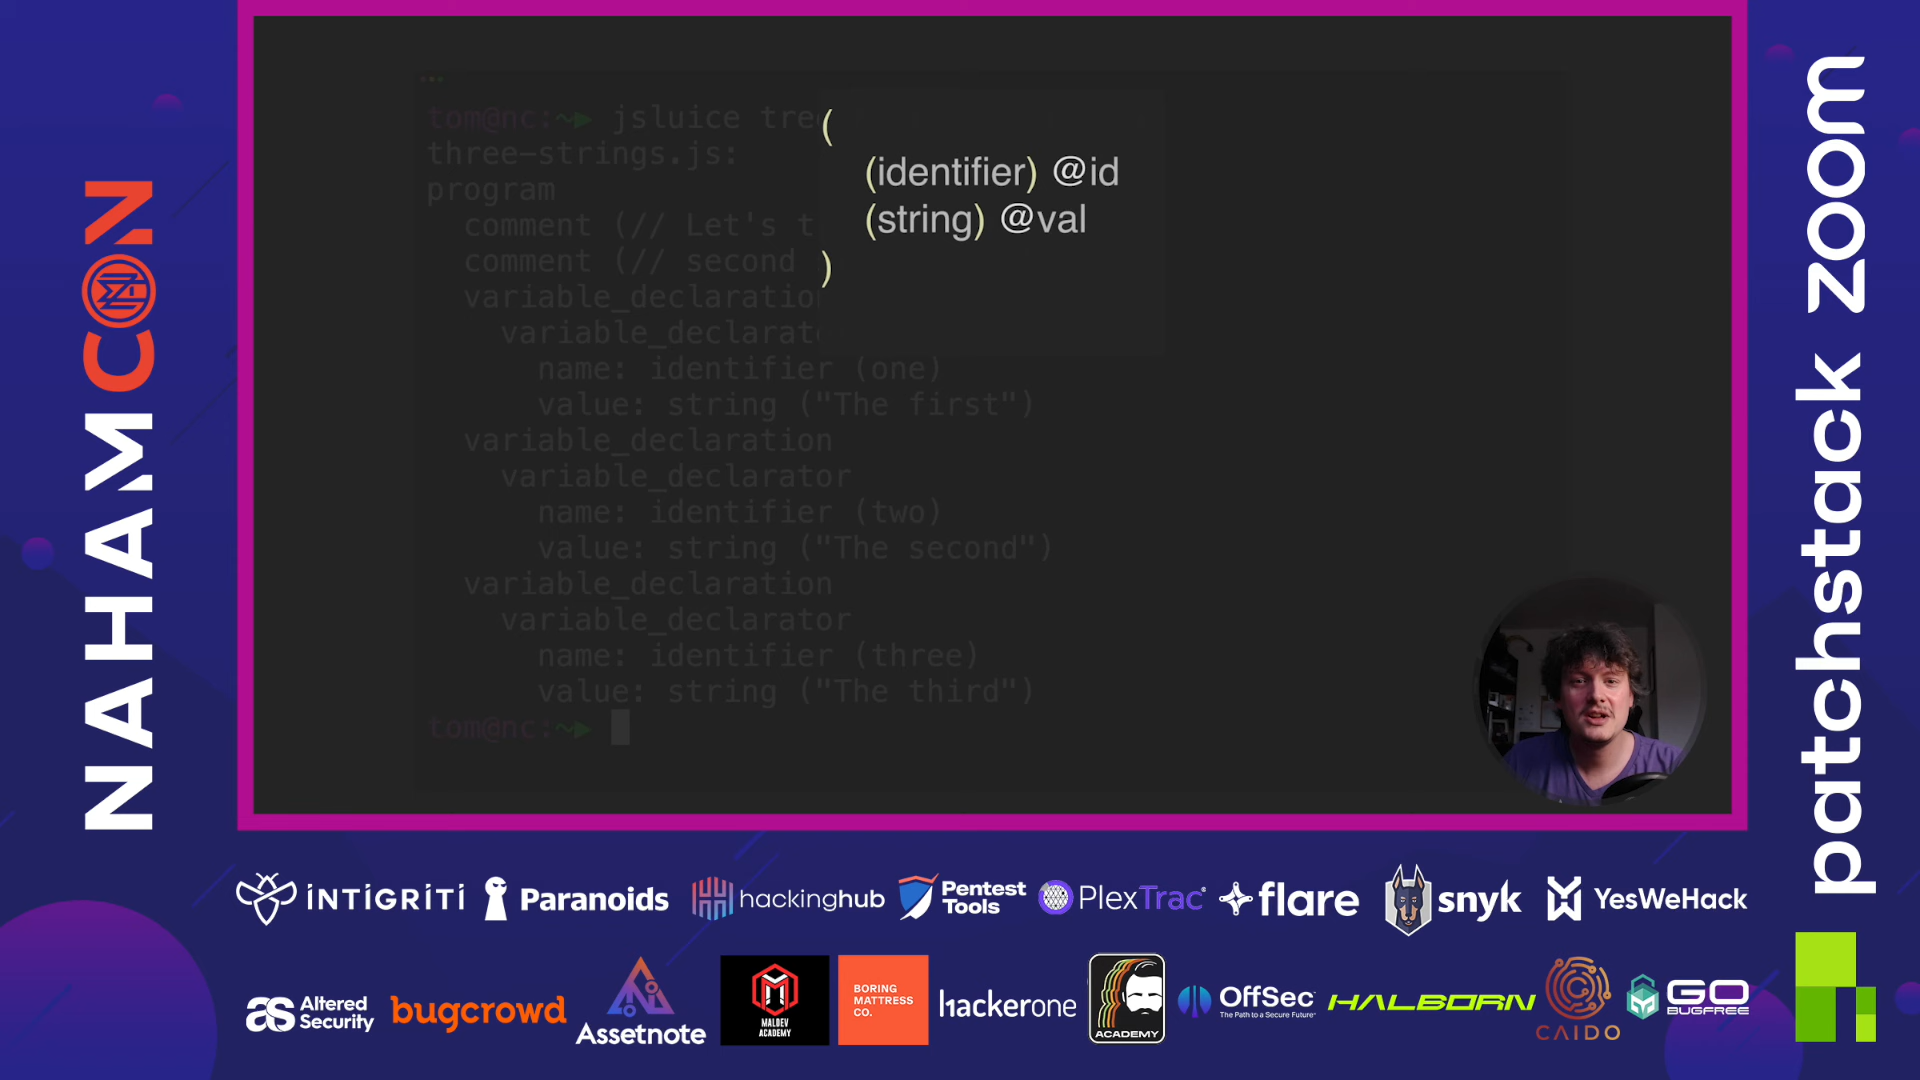 NAHAMCON
tom@nc:~▶ jsluice tre
three-strings.js:
program
comment (// Let's t
comment (// second
variable_declaration
variable_declarat
name: identifier (one)
value: string ("The first")
variable_declaration
variable_declarator
name: identifier (two)
value: string ("The second")
variable_declaration
variable_declarator
name: identifier (three)
value: string ("The third")
tom@nc:~▶
(
(identifier) @id
(string) @val
)
patchstack zoom
INTIGRITI Paranoids hackinghub Pentest Tools PlexTrac flare snyk YesWeHack
Altered Security bugcrowd Assetnote MALDEV ACADEMY BORING MATTRESS CO. hackerone ACADEMY OffSec The Path to a Secure Future HALBORN CAIDO GO BUGFREE